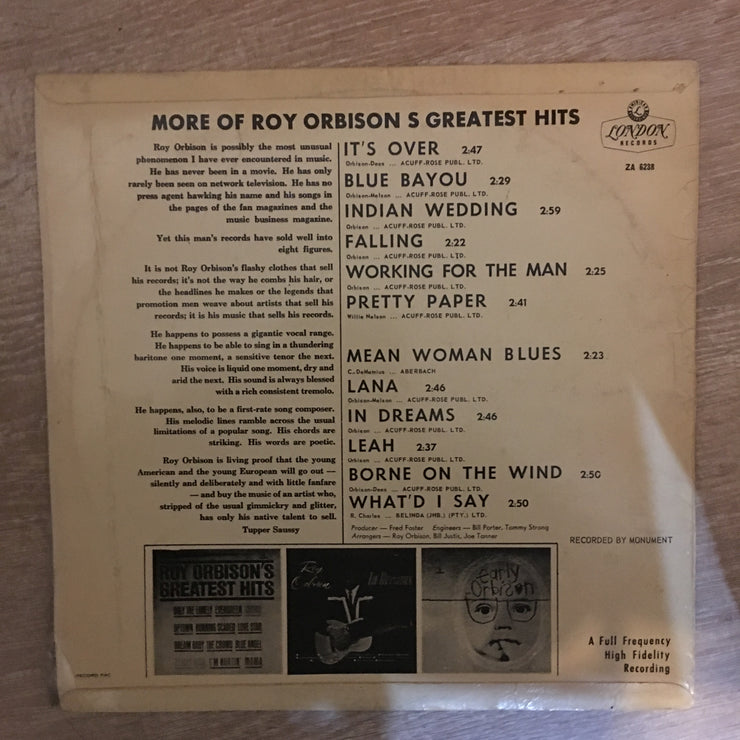 MORE OF ROY ORBISON S GREATEST HITS
LONDON
RECORDS
ZA 6238
Roy Orbison is possibly the most unusual
phenomenon I have ever encountered in music.
He has never been in a movie. He has only
rarely been seen on network television. He has no
press agent hawking his name and his songs in
the pages of the fan magazines and the
music business magazine.
Yet this man's records have sold well into
eight figures.
It is not Roy Orbison's flashy clothes that sell
his records; it's not the way he combs his hair, or
the headlines he makes or the legends that
promotion men weave about artists that sell his
records; it is his music that sells his records.
He happens to possess a gigantic vocal range.
He happens to be able to sing in a thundering
baritone one moment, a sensitive tenor the next.
His voice is liquid one moment, dry and
arid the next. His sound is always blessed
with a rich consistent tremolo.
He happens, also, to be a first-rate song composer.
His melodic lines ramble across the usual
limitations of a popular song. His chords are
striking. His words are poetic.
Roy Orbison is living proof that the young
American and the young European will go out —
silently and deliberately and with little fanfare
— and buy the music of an artist who,
stripped of the usual gimmickry and glitter,
has only his native talent to sell.
Tupper Saussy
IT'S OVER 2:47
Orbison-Dees ... ACUFF-ROSE PUBL. LTD.
BLUE BAYOU 2:29
Orbison-Melson ... ACUFF-ROSE PUBL. LTD.
INDIAN WEDDING 2:59
Orbison ... ACUFF-ROSE PUBL. LTD.
FALLING 2:22
Orbison ... ACUFF-ROSE PUBL. LTD.
WORKING FOR THE MAN 2:25
Orbison ... ACUFF-ROSE PUBL. LTD.
PRETTY PAPER 2:41
Willie Nelson ... ACUFF-ROSE PUBL. LTD.
MEAN WOMAN BLUES 2:23
C. DeMetrius ... ABERBACH
LANA 2:46
Orbison-Melson ... ACUFF-ROSE PUBL. LTD.
IN DREAMS 2:46
Orbison ... ACUFF-ROSE PUBL. LTD.
LEAH 2:37
Orbison ... ACUFF-ROSE PUBL. LTD.
BORNE ON THE WIND 2:50
Orbison-Dees ... ACUFF-ROSE PUBL. LTD.
WHAT'D I SAY 2:50
R. Charles ... BELINDA (JHB.) (PTY.) LTD.
Producer — Fred Foster Engineers — Bill Porter, Tommy Strong
Arrangers — Roy Orbison, Bill Justis, Joe Tanner
RECORDED BY MONUMENT
ROY ORBISON'S
GREATEST HITS
ONLY THE LONELY EVERGREEN
UPTOWN RUNNING SCARED LOVE STAR
DREAM BABY THE CROWD BLUE ANGEL
I'M HURTIN' MAMA
Roy
Orbison
In Dreams
Early
Orbison
A Full Frequency
High Fidelity
Recording